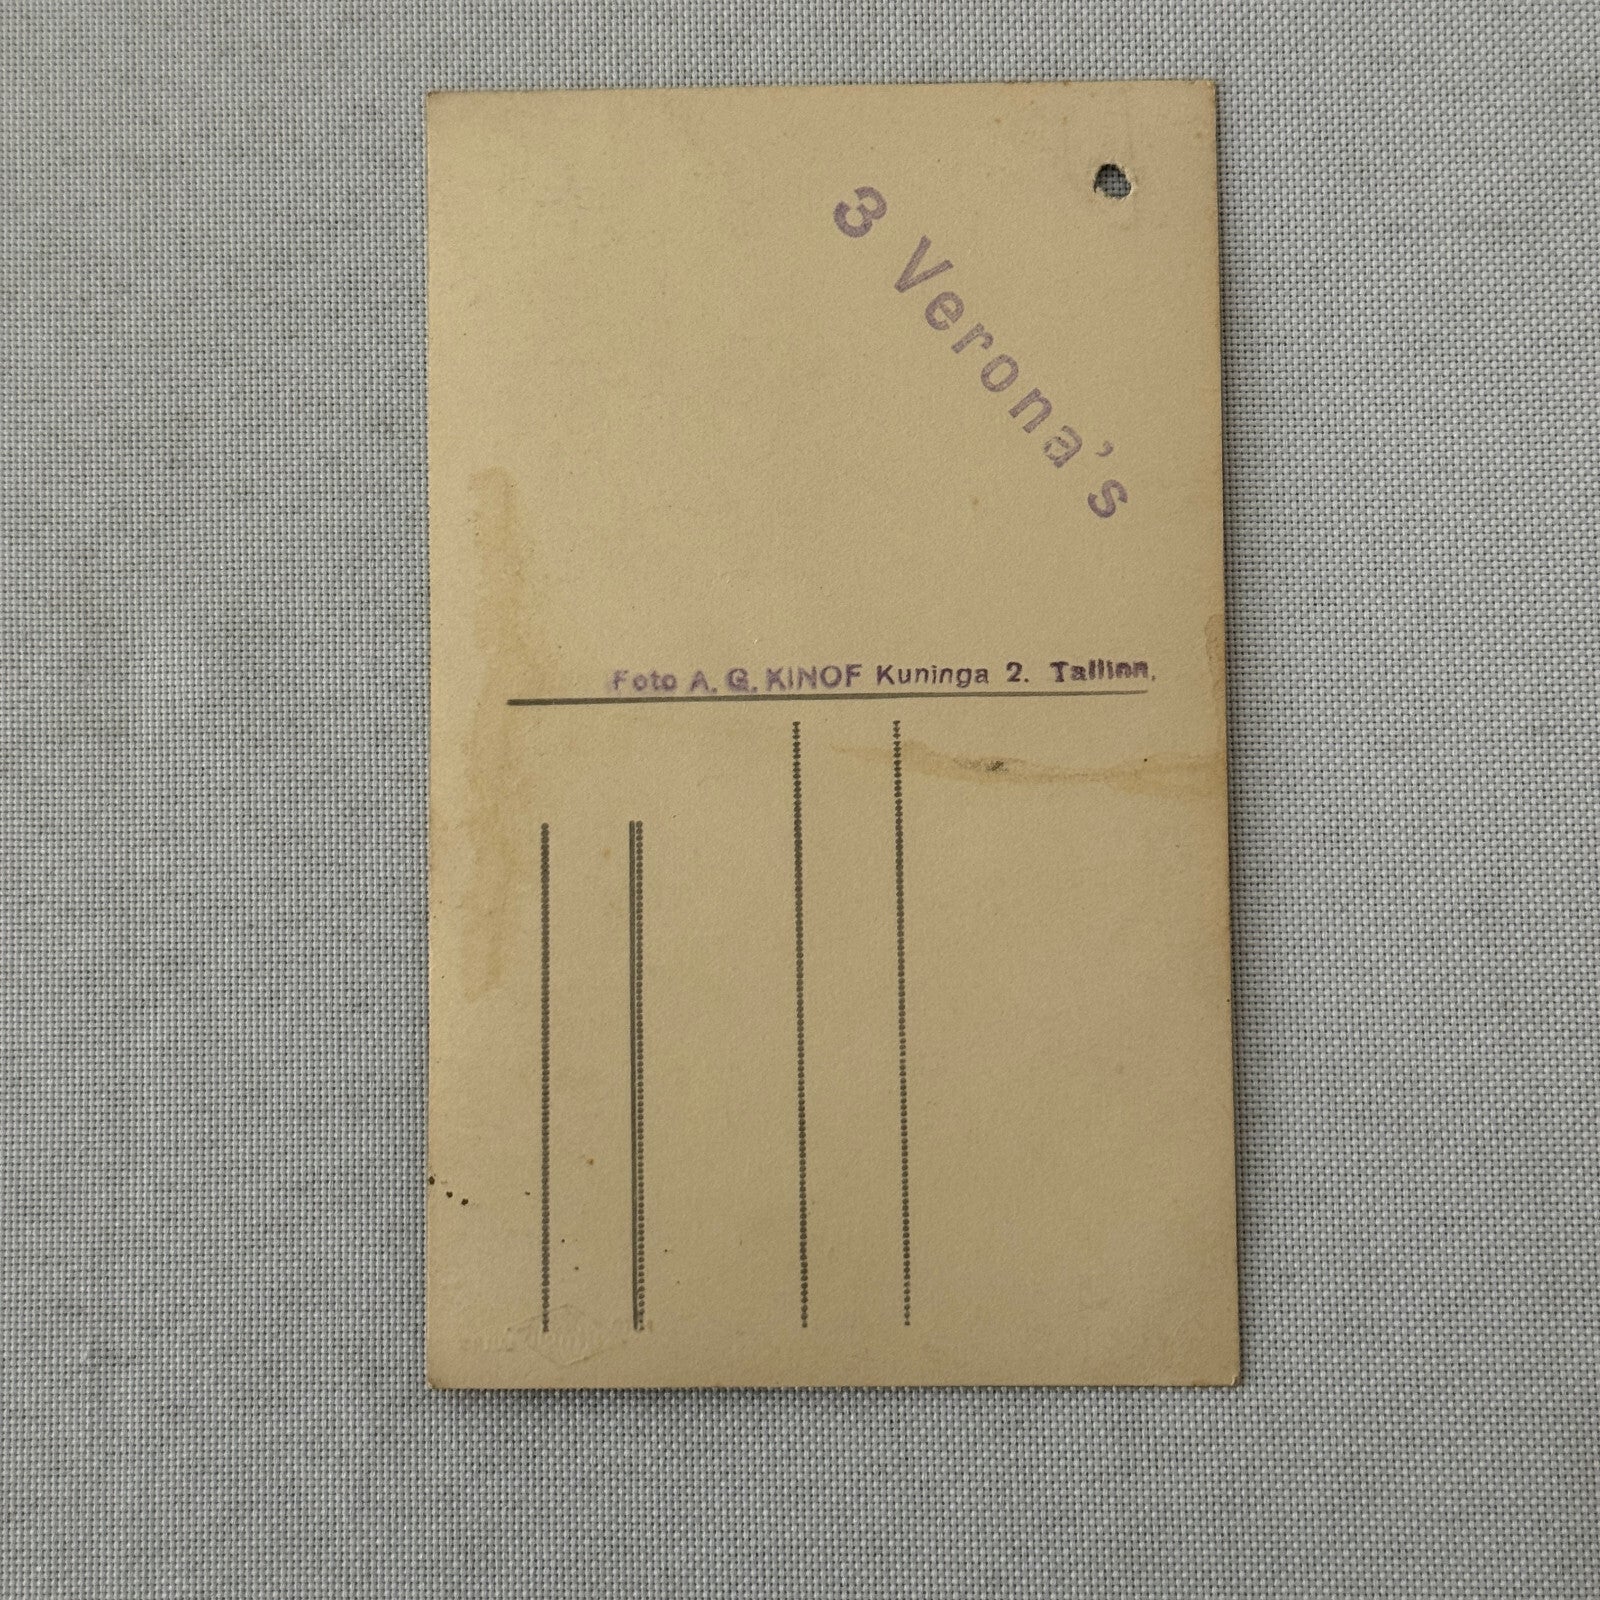 3 Verona's
Foto A. G. KINOF Kuninga 2. Tallinn.